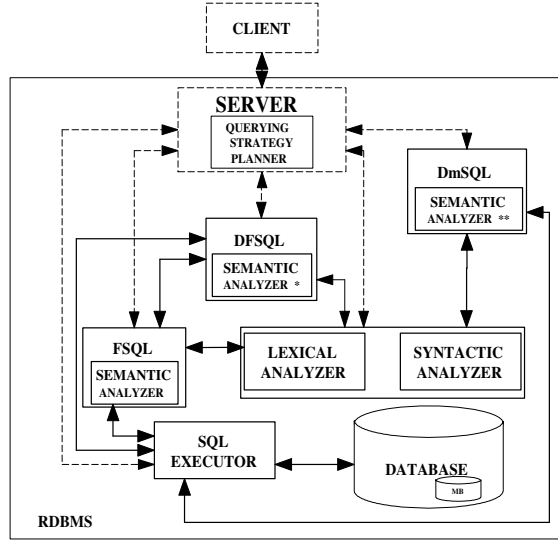 CLIENT
SERVER
QUERYING
STRATEGY
PLANNER
DmSQL
SEMANTIC
ANALYZER **
DFSQL
SEMANTIC
ANALYZER *
FSQL
SEMANTIC
ANALYZER
LEXICAL
ANALYZER
SYNTACTIC
ANALYZER
SQL
EXECUTOR
DATABASE
MB
RDBMS